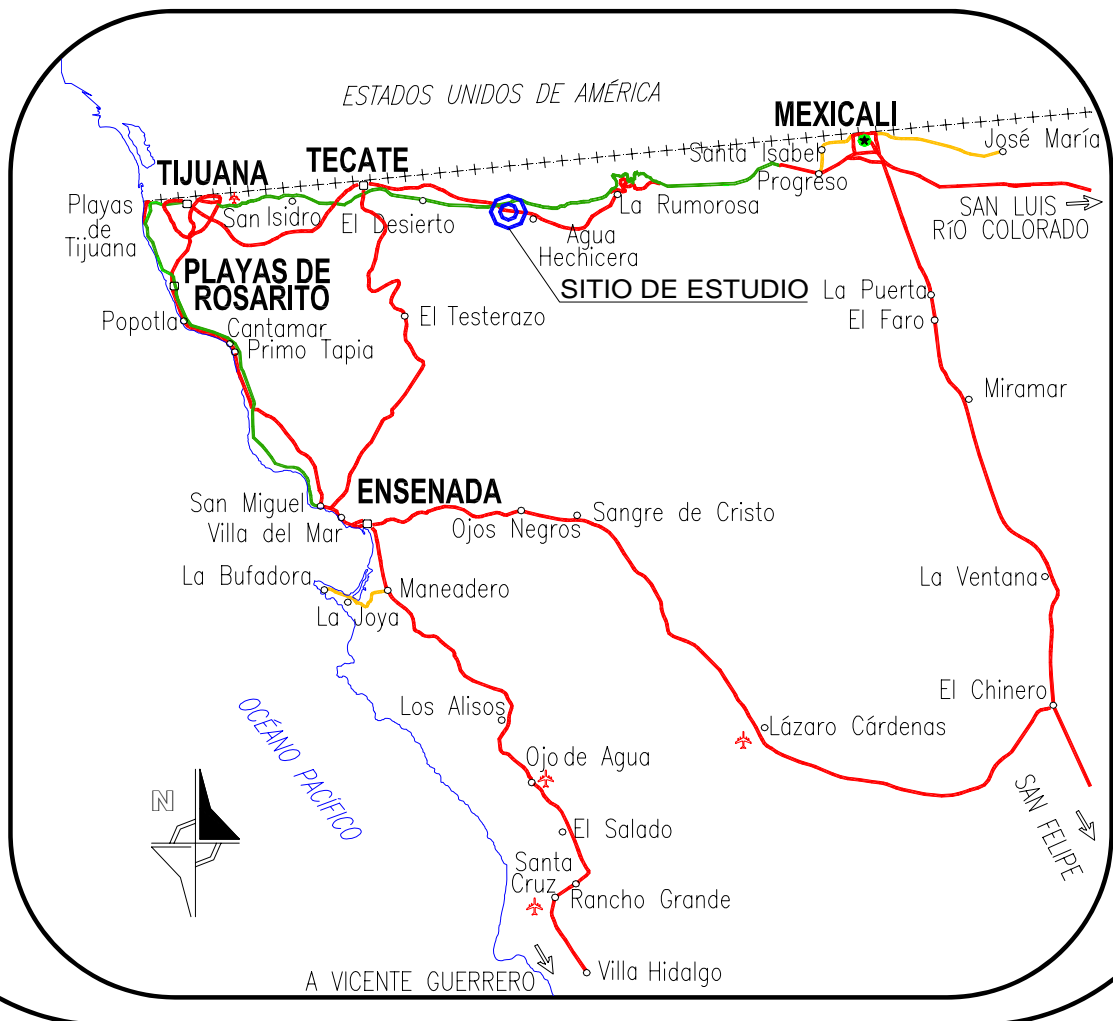 ESTADOS UNIDOS DE AMÉRICA
MEXICALI
José María
Santa Isabel
Progreso
TECATE
TIJUANA
Playas
de
Tijuana
San Isidro
El Desierto
La Rumorosa
Agua
Hechicera
SAN LUIS
RíO COLORADO
SITIO DE ESTUDIO
PLAYAS DE
ROSARITO
La Puerta
El Faro
Popotla
Cantamar
Primo Tapia
El Testerazo
Miramar
ENSENADA
San Miguel
Villa del Mar
Ojos Negros
Sangre de Cristo
La Bufadora
La Joya
Maneadero
La Ventana
El Chinero
Los Alisos
Lázaro Cárdenas
OCÉANO PACÍFICO
Ojo de Agua
SAN FELIPE
N
El Salado
Santa
Cruz
Rancho Grande
Villa Hidalgo
A VICENTE GUERRERO